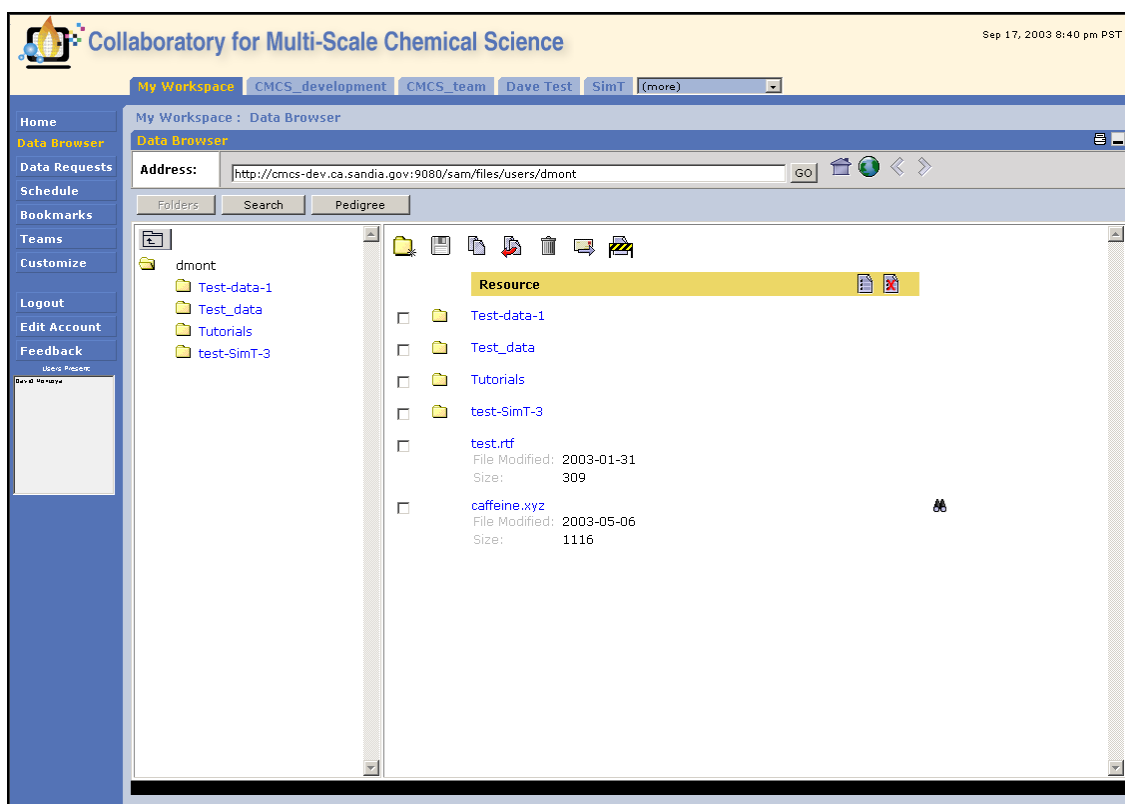 Collaboratory for Multi-Scale Chemical Science
Sep 17, 2003 8:40 pm PST
My Workspace CMCS_development CMCS_team Dave Test SimT (more)
Home
Data Browser
Data Requests
Schedule
Bookmarks
Teams
Customize
Logout
Edit Account
Feedback
Users Present
My Workspace : Data Browser
Data Browser
Address: http://cmcs-dev.ca.sandia.gov:9080/sam/files/users/dmont GO
Folders Search Pedigree
dmont
Test-data-1
Test_data
Tutorials
test-SimT-3
Resource
Test-data-1
Test_data
Tutorials
test-SimT-3
test.rtf
File Modified: 2003-01-31
Size: 309
caffeine.xyz
File Modified: 2003-05-06
Size: 1116